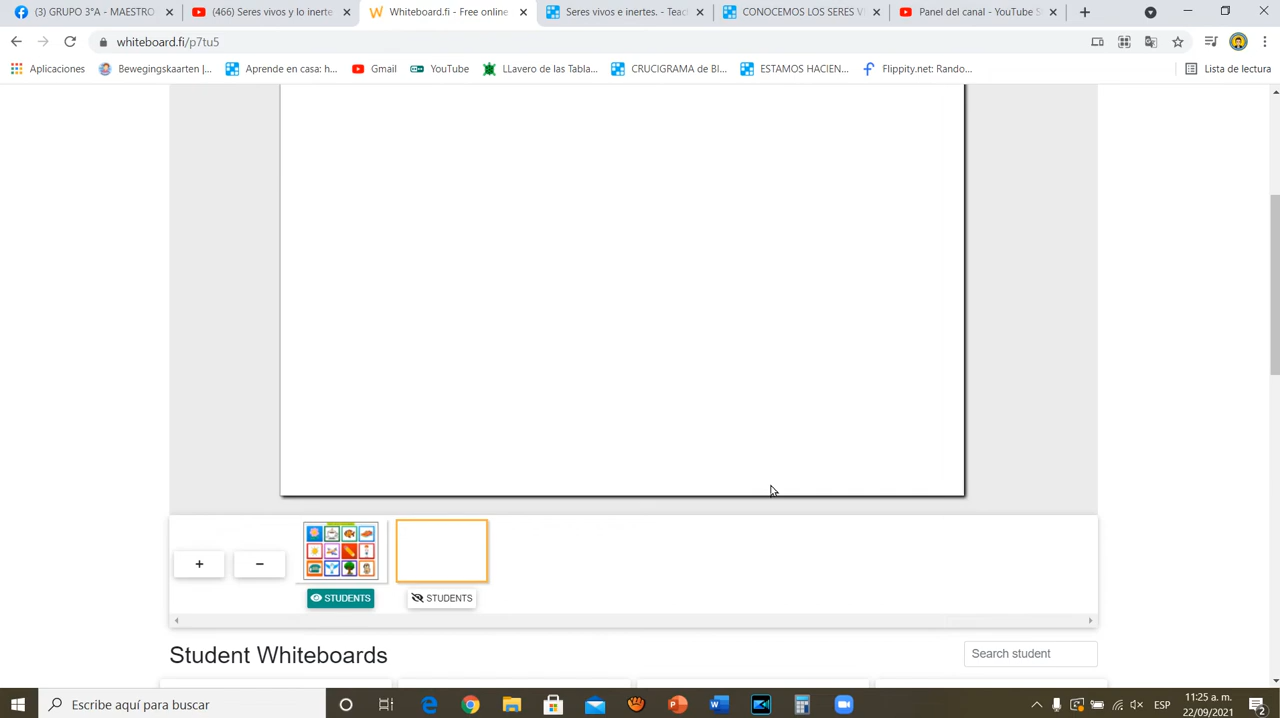 (3) GRUPO 3°A - MAESTRO
(466) Seres vivos y lo inerte
Whiteboard.fi - Free online
Seres vivos e inertes. - Teac
CONOCEMOS LOS SERES V
Panel del canal - YouTube S
whiteboard.fi/p7tu5
Aplicaciones
Bewegingskaarten |...
Aprende en casa: h...
Gmail
YouTube
LLavero de las Tabla...
CRUCIGRAMA de Bl...
ESTAMOS HACIEN...
Flippity.net: Rando...
Lista de lectura
+
-
STUDENTS
STUDENTS
Student Whiteboards
Search student
Escribe aquí para buscar
ESP
11:25 a. m.
22/09/2021
2